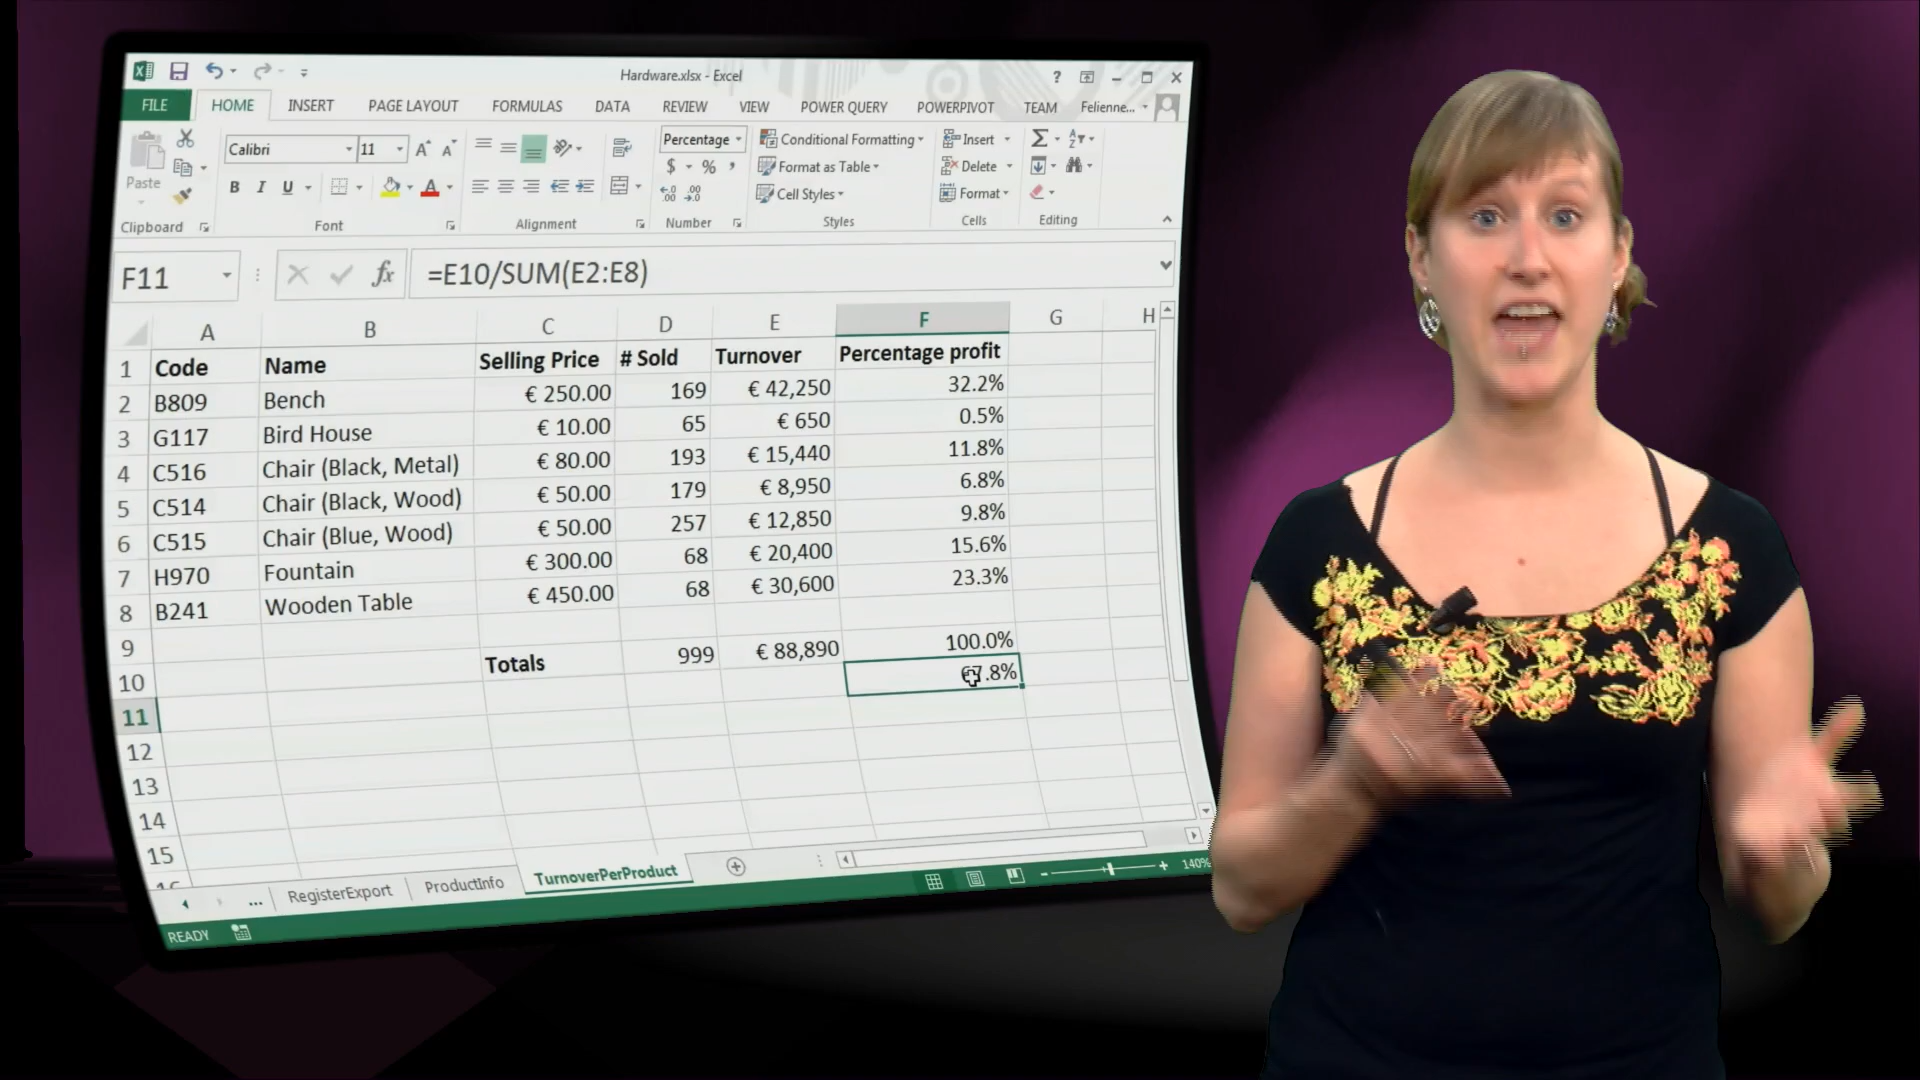 Hardware.xlsx - Excel
?
FILE HOME INSERT PAGE LAYOUT FORMULAS DATA REVIEW VIEW POWER QUERY POWERPIVOT TEAM Felienne...
Calibri 11 Percentage Conditional Formatting Insert Σ
Paste $ % , Format as Table Delete
B I U A Cell Styles Format
Clipboard Font Alignment Number Styles Cells Editing
F11 fx =E10/SUM(E2:E8)
A B C D E F G H
1 Code Name Selling Price # Sold Turnover Percentage profit
2 B809 Bench € 250.00 169 € 42,250 32.2%
3 G117 Bird House € 10.00 65 € 650 0.5%
4 C516 Chair (Black, Metal) € 80.00 193 € 15,440 11.8%
5 C514 Chair (Black, Wood) € 50.00 179 € 8,950 6.8%
6 C515 Chair (Blue, Wood) € 50.00 257 € 12,850 9.8%
7 H970 Fountain € 300.00 68 € 20,400 15.6%
8 B241 Wooden Table € 450.00 68 € 30,600 23.3%
9
10 Totals 999 € 88,890 100.0%
11 67.8%
12
13
14
15
... RegisterExport ProductInfo TurnoverPerProduct
READY 140%